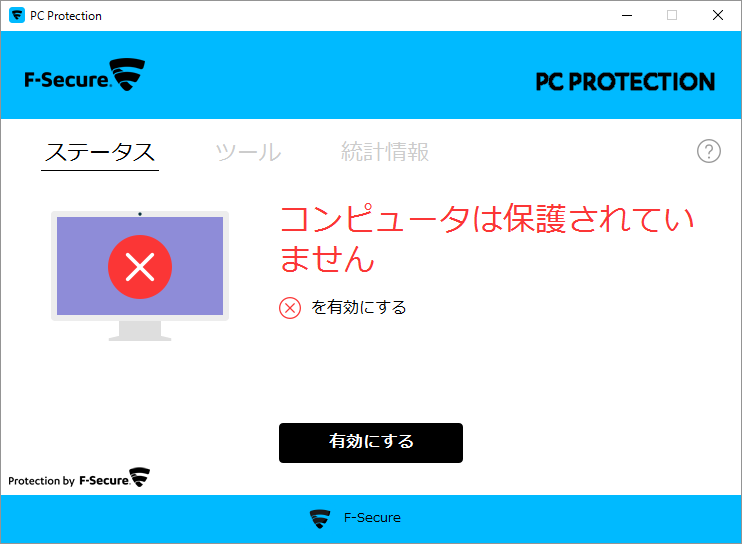 PC Protection
F-Secure.
PC PROTECTION
ステータス
ツール
統計情報
?
コンピュータは保護されてい
ません
を有効にする
有効にする
Protection by F-Secure.
F-Secure